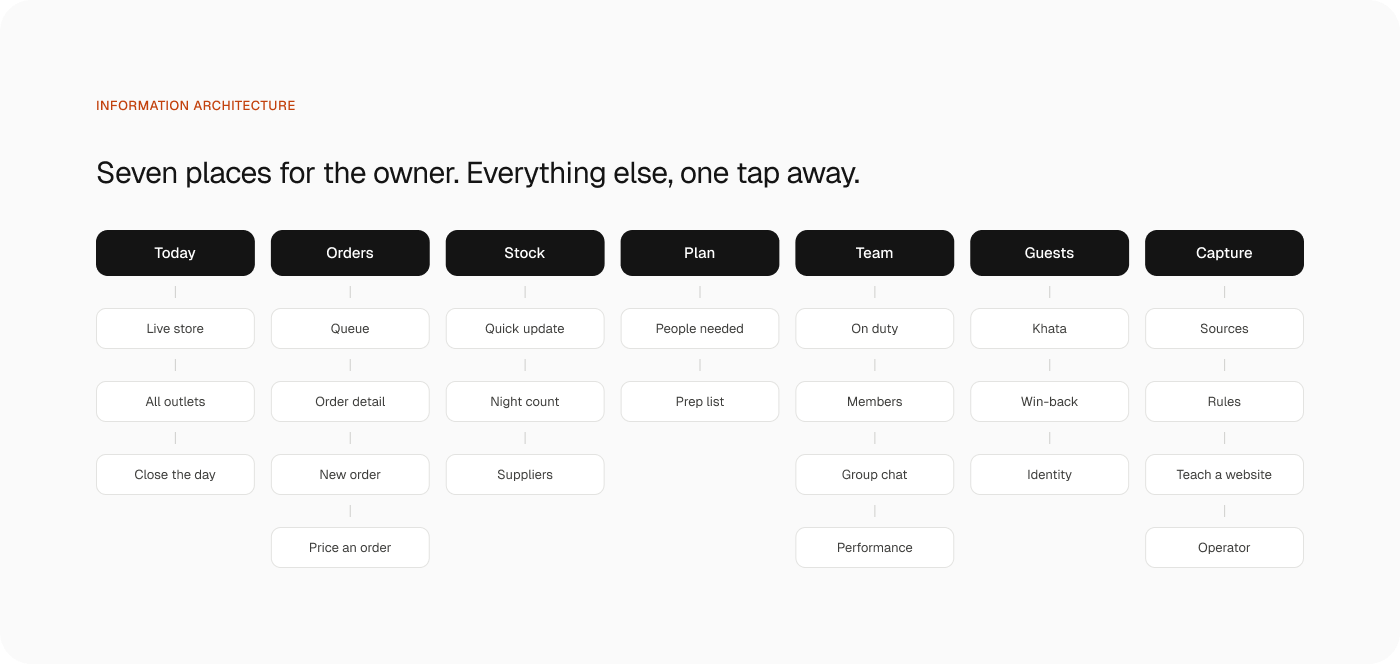 INFORMATION ARCHITECTURE
Seven places for the owner. Everything else, one tap away.
Today
Orders
Stock
Plan
Team
Guests
Capture
Live store
Queue
Quick update
People needed
On duty
Khata
Sources
All outlets
Order detail
Night count
Prep list
Members
Win-back
Rules
Close the day
New order
Suppliers
Group chat
Identity
Teach a website
Price an order
Performance
Operator